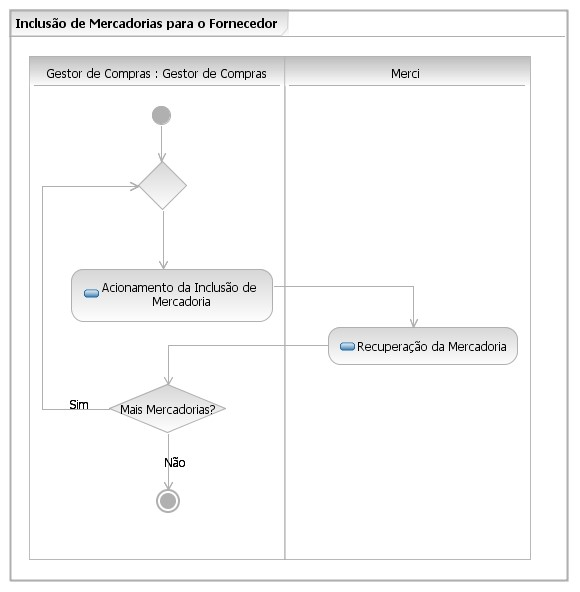 Inclusão de Mercadorias para o Fornecedor
Gestor de Compras : Gestor de Compras
Merci
Acionamento da Inclusão de
Mercadoria
Recuperação da Mercadoria
Sim
Mais Mercadorias?
Não